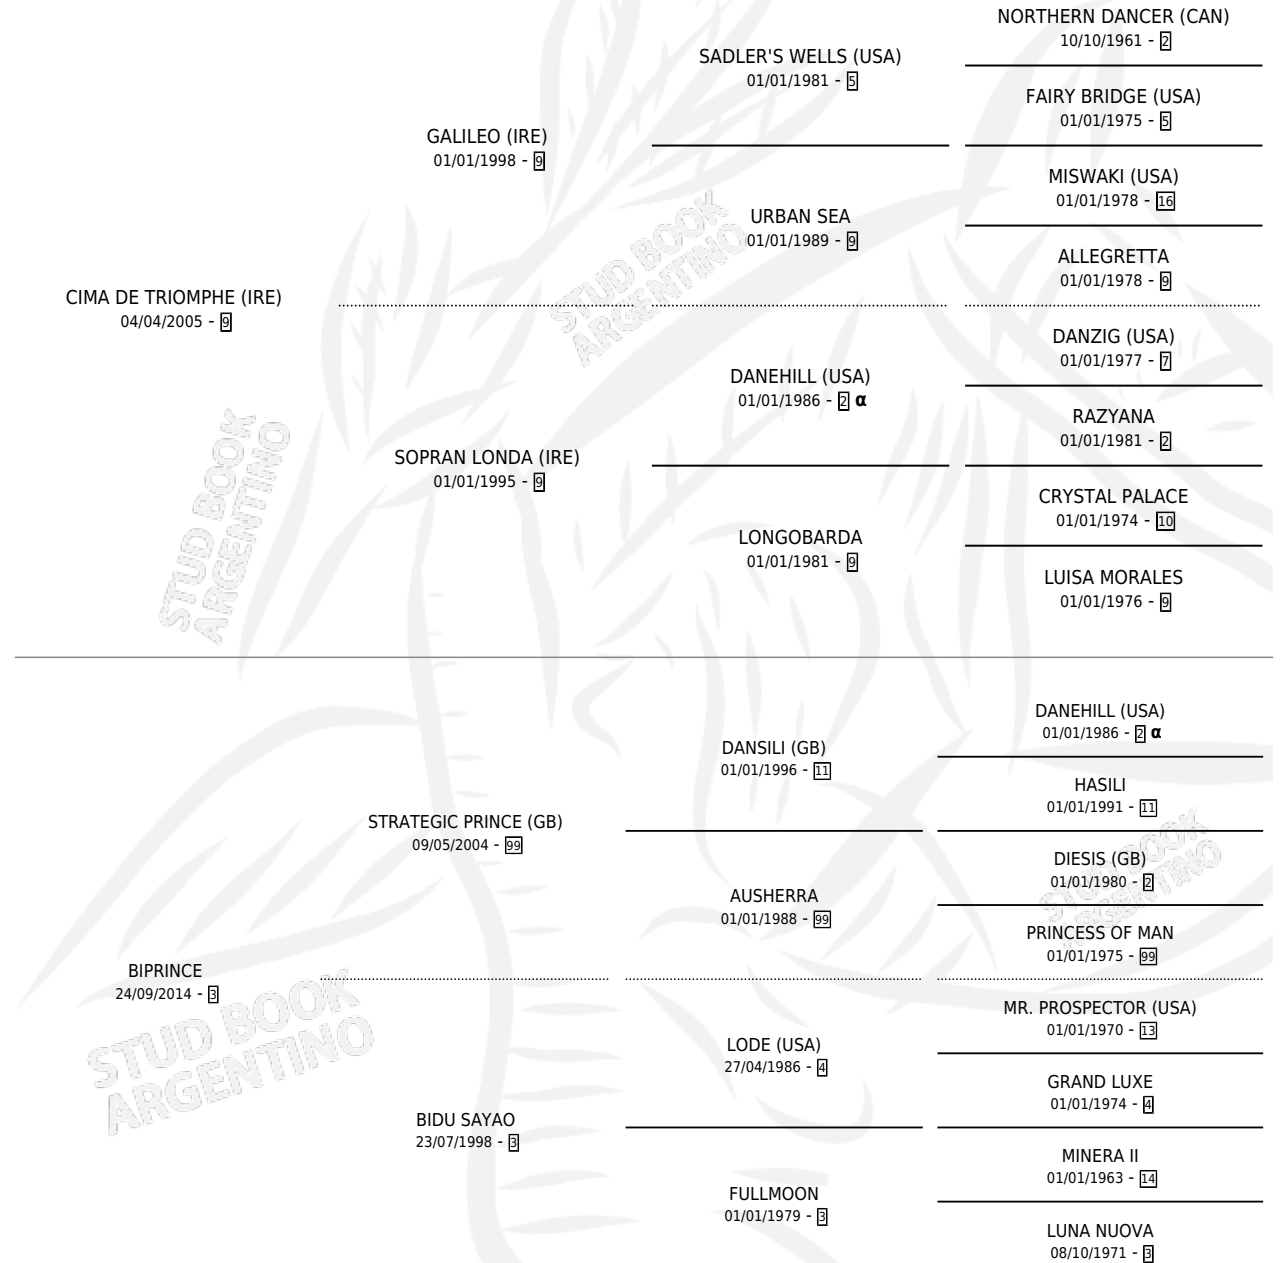 NORTHERN DANCER (CAN)
10/10/1961 - 2
SADLER'S WELLS (USA)
01/01/1981 - 5
FAIRY BRIDGE (USA)
01/01/1975 - 5
GALILEO (IRE)
01/01/1998 - 9
MISWAKI (USA)
01/01/1978 - 16
URBAN SEA
01/01/1989 - 9
ALLEGRETTA
01/01/1978 - 9
STUD BOOK
ARGENTINO
CIMA DE TRIOMPHE (IRE)
04/04/2005 - 9
DANZIG (USA)
01/01/1977 - 7
DANEHILL (USA)
01/01/1986 - 2 α
RAZYANA
01/01/1981 - 2
SOPRAN LONDA (IRE)
01/01/1995 - 9
CRYSTAL PALACE
01/01/1974 - 10
LONGOBARDA
01/01/1981 - 9
LUISA MORALES
01/01/1976 - 9
STUD BOOK
ARGENTINO
DANEHILL (USA)
01/01/1986 - 2 α
DANSILI (GB)
01/01/1996 - 11
HASILI
01/01/1991 - 11
STRATEGIC PRINCE (GB)
09/05/2004 - 99
DIESIS (GB)
01/01/1980 - 2
STUD BOOK
ARGENTINO
AUSHERRA
01/01/1988 - 99
PRINCESS OF MAN
01/01/1975 - 99
BIPRINCE
24/09/2014 - 3
MR. PROSPECTOR (USA)
01/01/1970 - 13
LODE (USA)
27/04/1986 - 4
GRAND LUXE
01/01/1974 - 4
STUD BOOK
ARGENTINO
BIDU SAYAO
23/07/1998 - 3
MINERA II
01/01/1963 - 14
FULLMOON
01/01/1979 - 3
LUNA NUOVA
08/10/1971 - 3